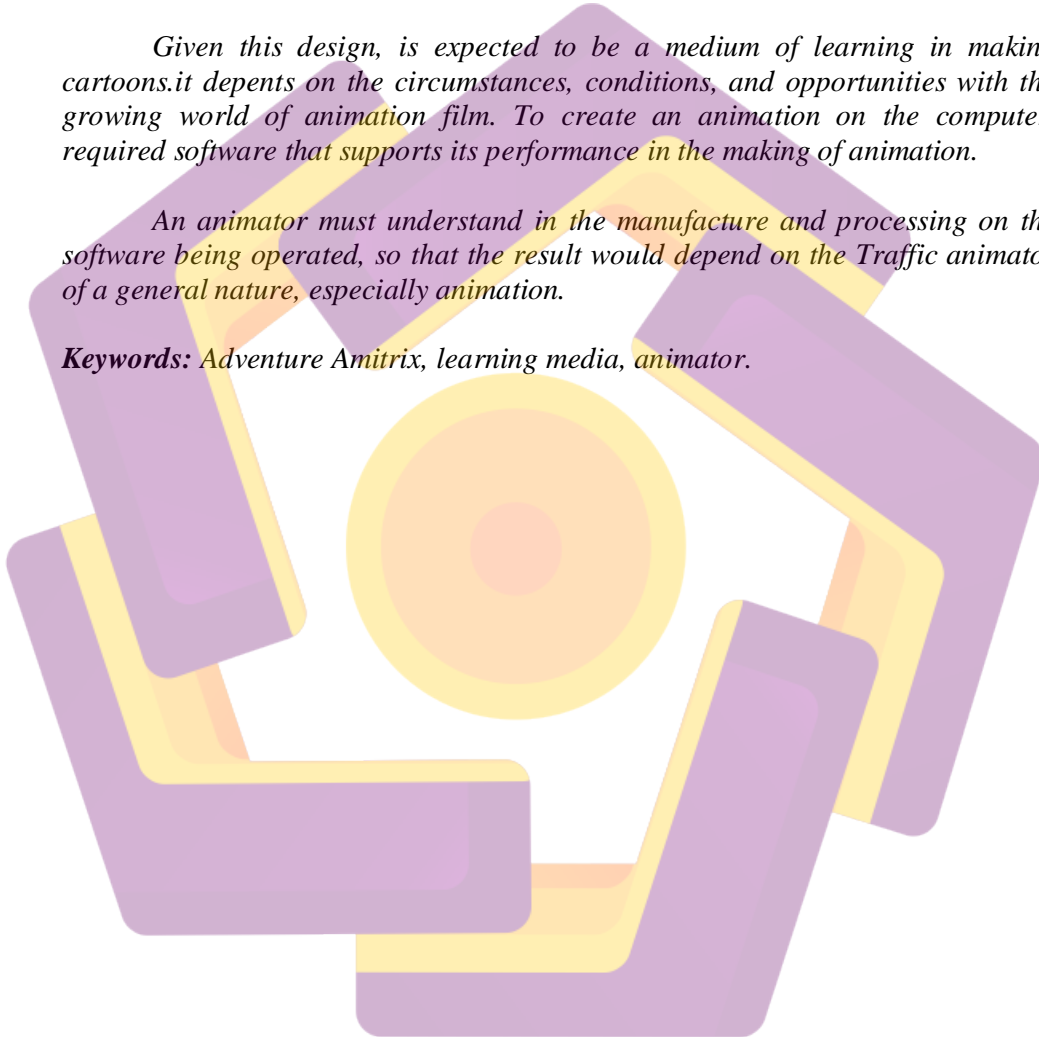 Given this design, is expected to be a medium of learning in makin
cartoons.it depents on the circumstances, conditions, and opportunities with th
growing world of animation film. To create an animation on the compute
required software that supports its performance in the making of animation.
An animator must understand in the manufacture and processing on th
software being operated, so that the result would depend on the Traffic animato
of a general nature, especially animation.
Keywords: Adventure Amitrix, learning media, animator.